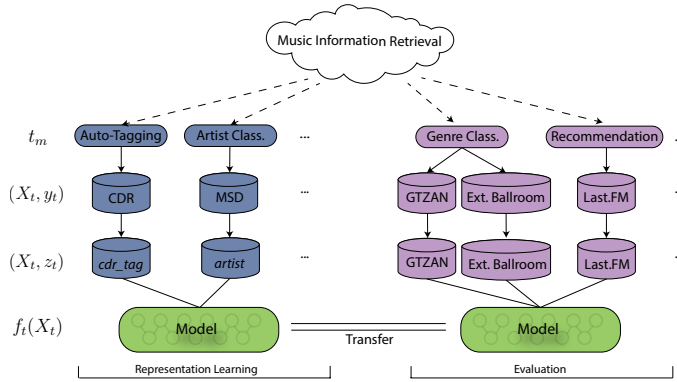 Music Information Retrieval
t_m Auto-Tagging Artist Class. ... Genre Class. Recommendation .
(X_t, y_t) CDR MSD ... GTZAN Ext. Ballroom Last.FM .
(X_t, z_t) cdr_tag artist ... GTZAN Ext. Ballroom Last.FM .
f_t(X_t) Model Model
Transfer
Representation Learning Evaluation